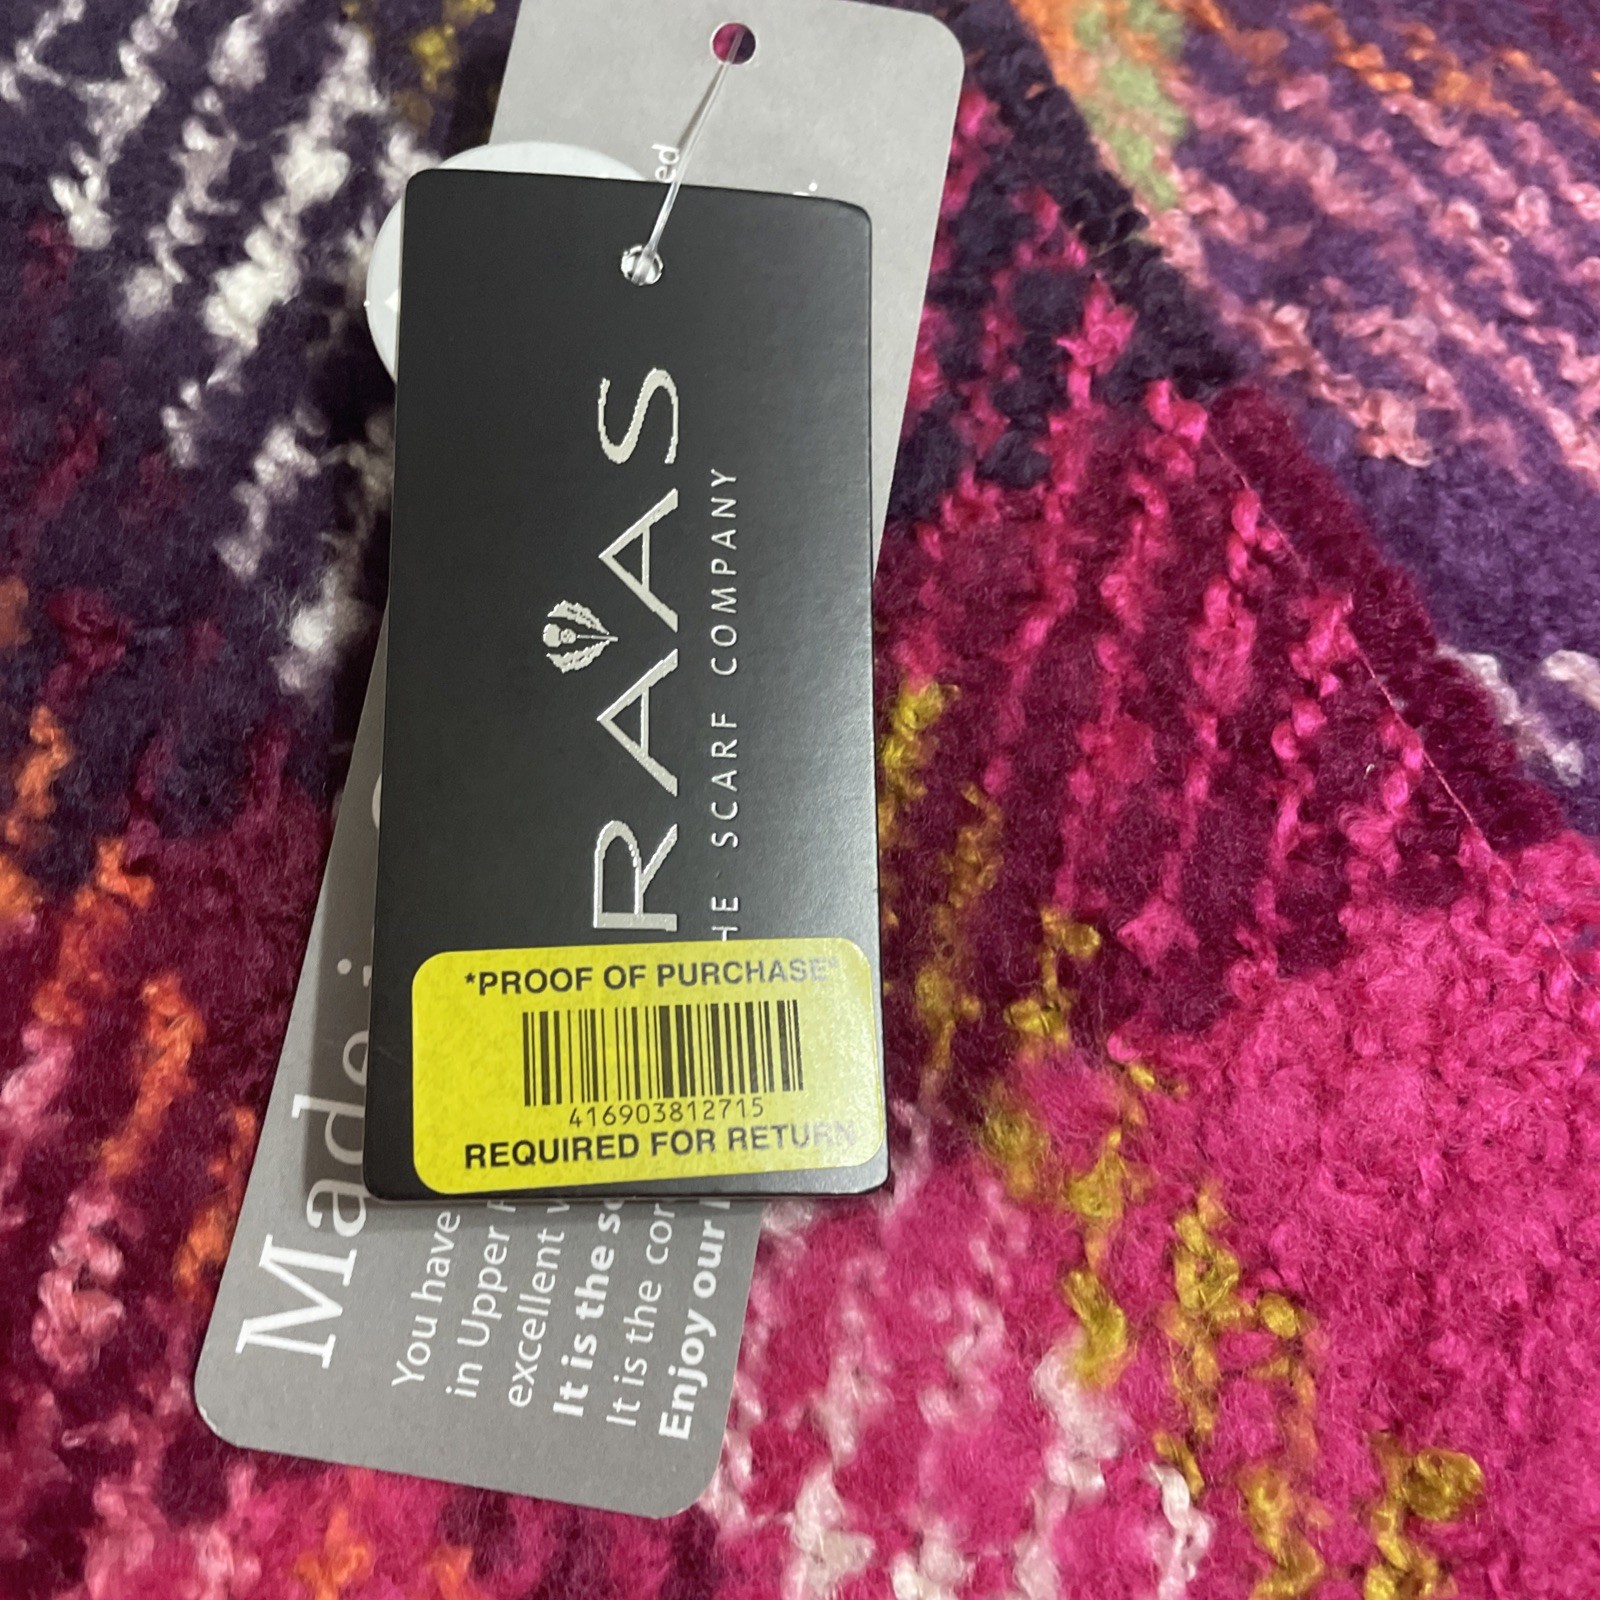 RAAS
HE SCARF COMPANY
*PROOF OF PURCHASE*
416903812715
REQUIRED FOR RETURN
Made i
You have
in Upper
excellent
It is the
It is the
Enjoy our
ed